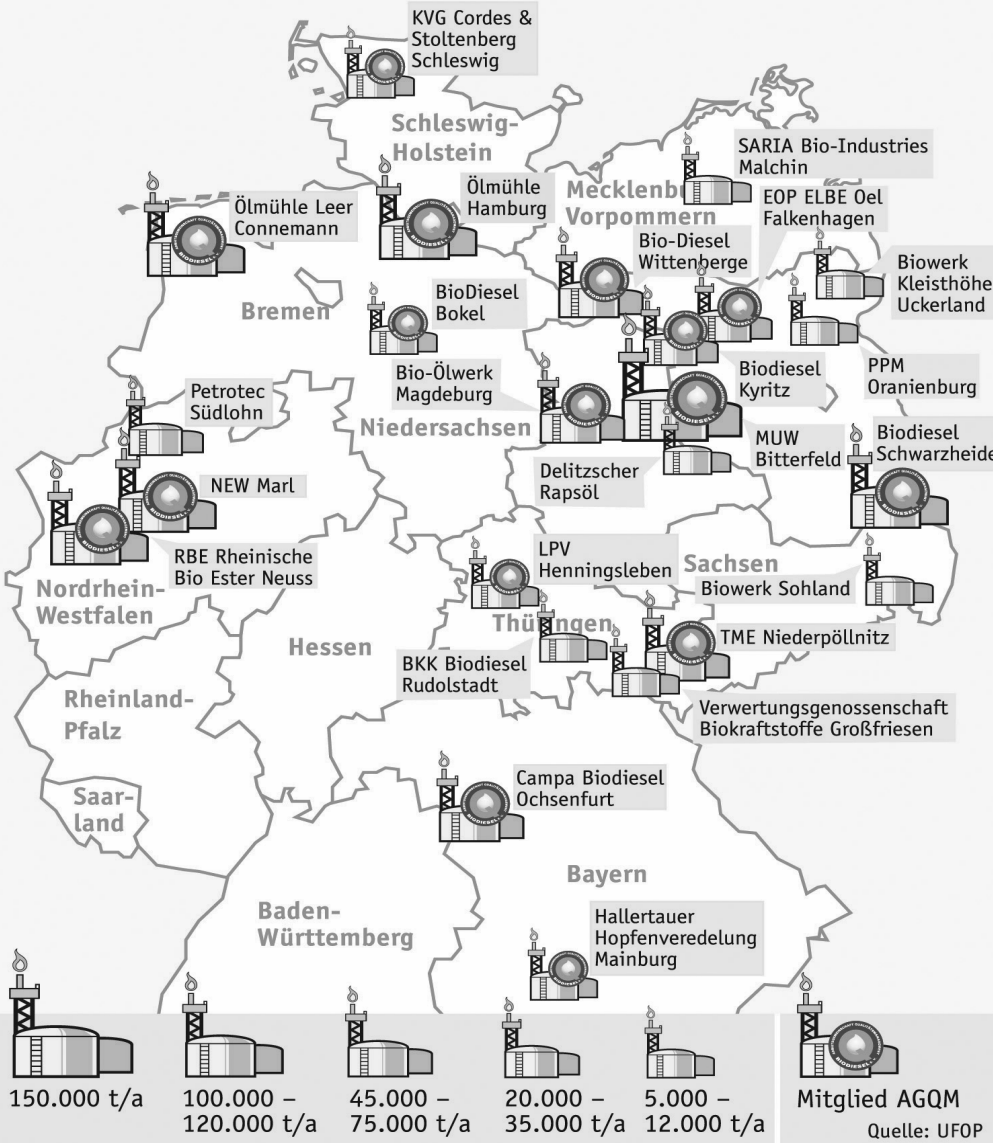 KVG Cordes &
Stoltenberg
Schleswig
Schleswig-
Holstein
SARIA Bio-Industries
Malchin
Mecklenbu
Vorpommern
EOP ELBE Oel
Falkenhagen
Ölmühle Leer
Connemann
Ölmühle
Hamburg
Bio-Diesel
Wittenberge
Biowerk
Kleisthöhe
Uckerland
Bremen
BioDiesel
Bokel
Bio-Ölwerk
Magdeburg
Biodiesel
Kyritz
PPM
Oranienburg
Petrotec
Südlohn
Niedersachsen
MUW
Bitterfeld
Biodiesel
Schwarzheide
Delitzscher
Rapsöl
NEW Marl
RBE Rheinische
Bio Ester Neuss
Nordrhein-
Westfalen
LPV
Henningsleben
Sachsen
Biowerk Sohland
Thüringen
Hessen
TME Niederpöllnitz
BKK Biodiesel
Rudolstadt
Verwertungsgenossenschaft
Biokraftstoffe Großfriesen
Rheinland-
Pfalz
Saar-
land
Campa Biodiesel
Ochsenfurt
Bayern
Baden-
Württemberg
Hallertauer
Hopfenveredelung
Mainburg
150.000 t/a
100.000 –
120.000 t/a
45.000 –
75.000 t/a
20.000 -
35.000 t/a
5.000 -
12.000 t/a
BIODIESEL
Mitglied AGQM
Quelle: UFOP